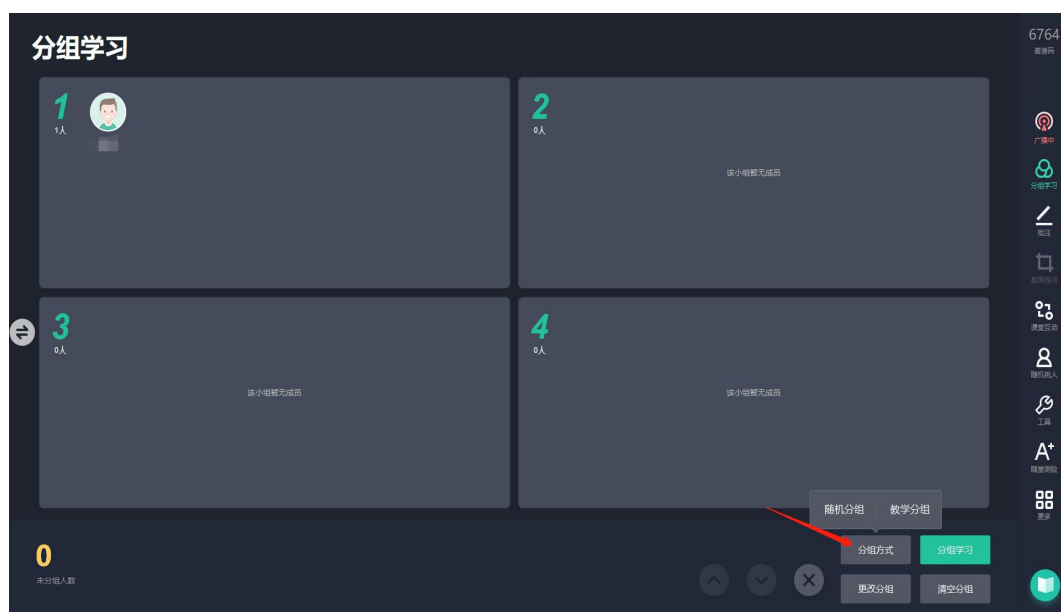 分组学习
1
1人
2
0人
该小组暂无成员
3
0人
该小组暂无成员
4
0人
该小组暂无成员
0
未分组人数
随机分组 教学分组
分组方式
分组学习
更改分组
清空分组
6764
邀请码
广播中
分组学习
批注
课堂互动
随机挑人
工具
A+
随堂测验
更多